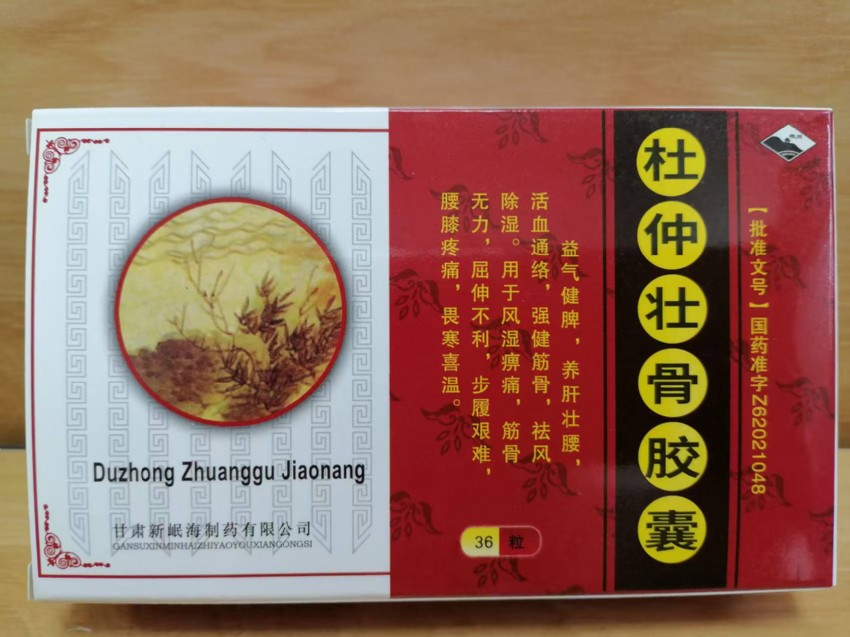 杜仲壮骨胶囊
【批准文号】国药准字Z62021048
益气健脾，养肝壮腰，
活血通络，强健筋骨，祛风
除湿。用于风湿痹痛，筋骨
无力，屈伸不利，步履艰难，
腰膝疼痛，畏寒喜温。
36粒
Duzhong Zhuanggu Jiaonang
甘肃新岷海制药有限公司
GANSUXINMINHAIZHIYAOYOUXIANGONGSI